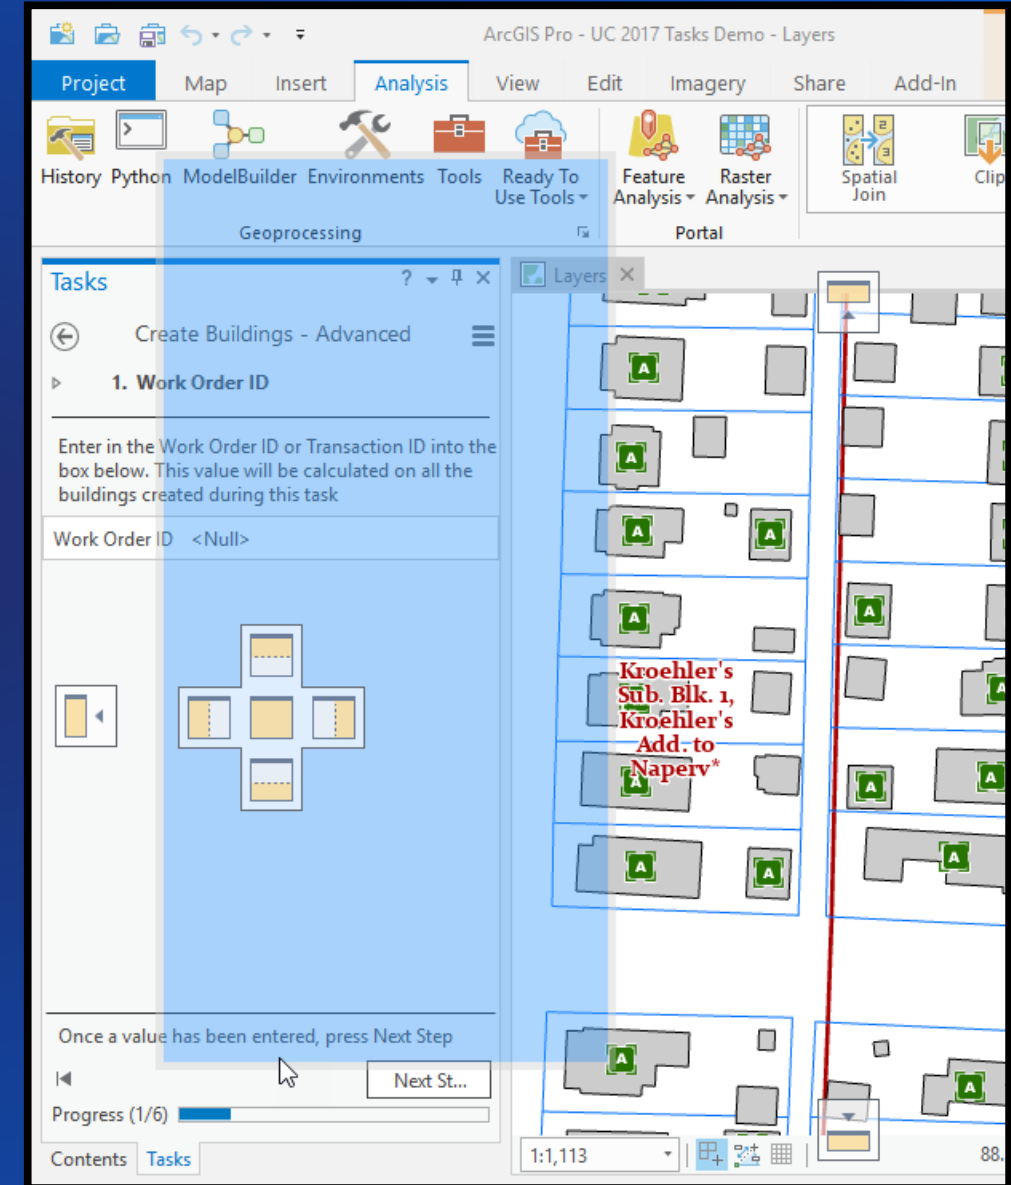 ArcGIS Pro - UC 2017 Tasks Demo - Layers
Project Map Insert Analysis View Edit Imagery Share Add-In
History Python ModelBuilder Environments Tools Ready To Use Tools
Feature Analysis
Raster Analysis
Spatial Join
Clip
Geoprocessing
Portal
Tasks
?
Layers
Create Buildings - Advanced
1. Work Order ID
Enter in the Work Order ID or Transaction ID into the
box below. This value will be calculated on all the
buildings created during this task
Work Order ID <Null>
Once a value has been entered, press Next Step
Next St...
Progress (1/6)
Contents Tasks
A
A
A
A
A
A
Kroehler's
Sub. Blk. 1,
Kroehler's
Add. to
Naperv*
A
A
A
A
A
A
A
A
A
A
1:1,113
88.